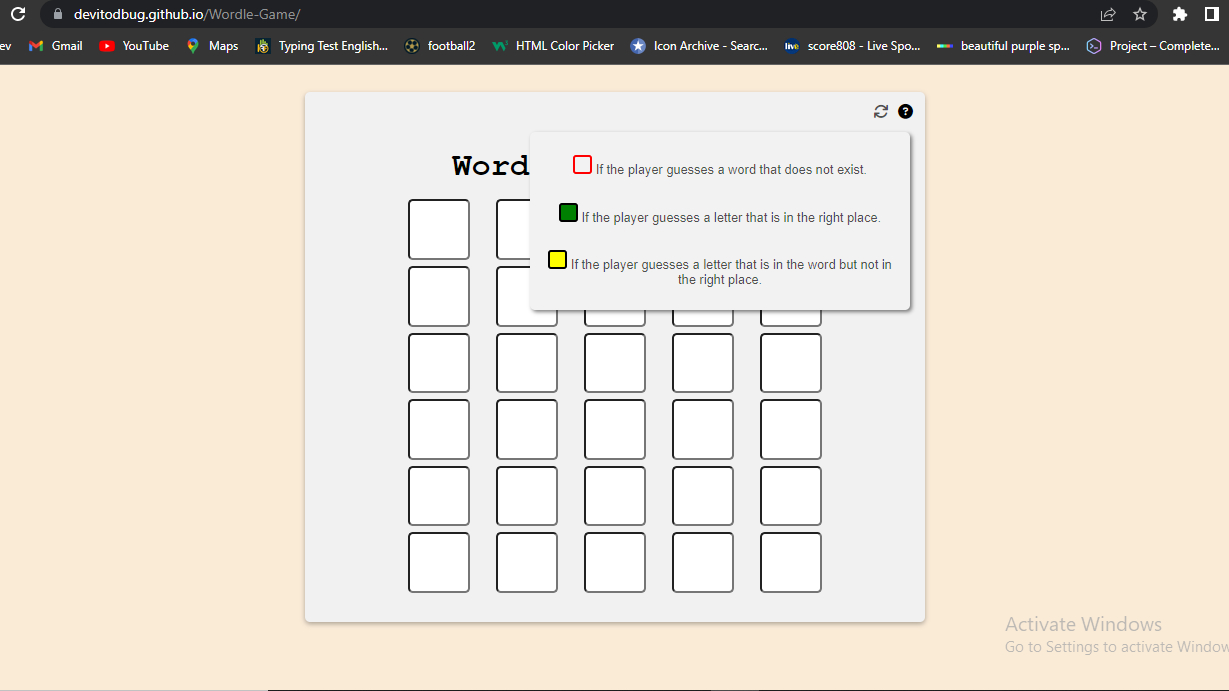 devitodbug.github.io/Wordle-Game/
ev Gmail YouTube Maps Typing Test English... football2 HTML Color Picker Icon Archive - Searc... live score808 - Live Spo... beautiful purple sp... Project – Complete...
?
Word
If the player guesses a word that does not exist.
If the player guesses a letter that is in the right place.
If the player guesses a letter that is in the word but not in
the right place.
Activate Windows
Go to Settings to activate Window